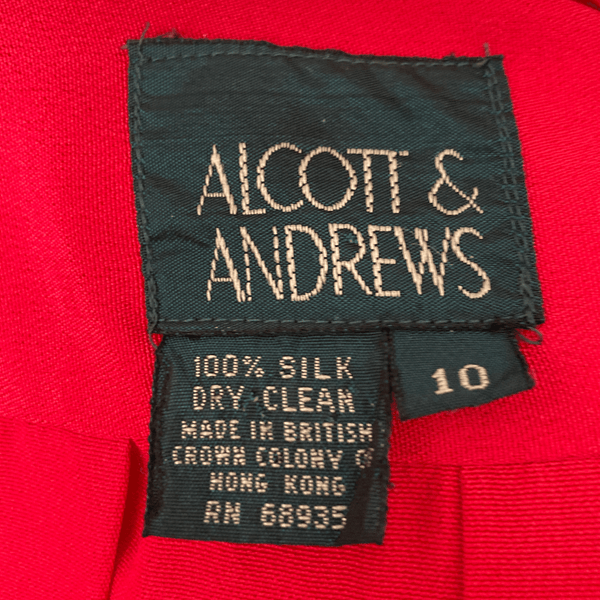 ALCOTT &
ANDREWS
100% SILK
DRY CLEAN
MADE IN BRITISH
CROWN COLONY OF
HONG KONG
RN 68935
10